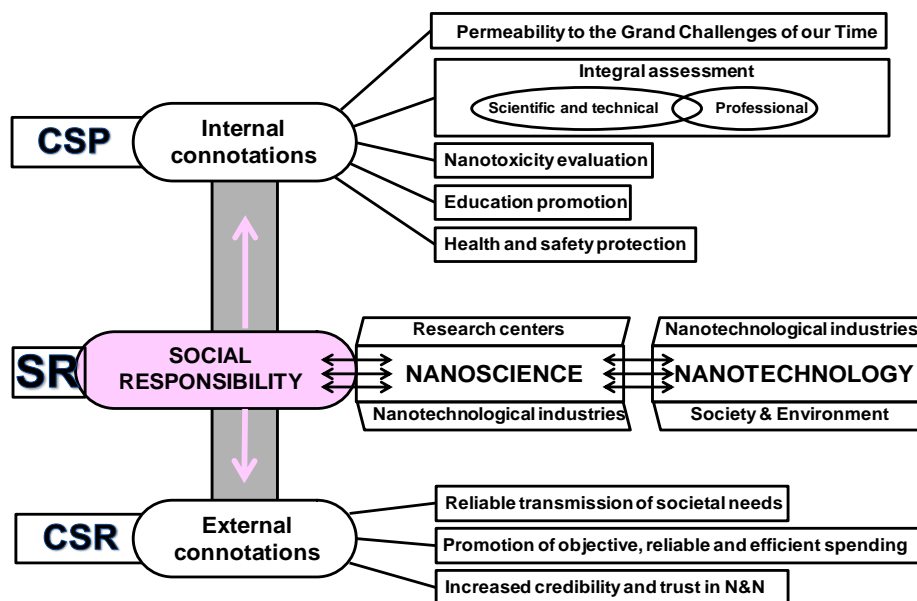 Permeability to the Grand Challenges of our Time
Integral assessment
Scientific and technical
Professional
CSP
Internal
connotations
Nanotoxicity evaluation
Education promotion
Health and safety protection
SR
SOCIAL
RESPONSIBILITY
Research centers
NANOSCIENCE
Nanotechnological industries
Nanotechnological industries
NANOTECHNOLOGY
Society & Environment
CSR
External
connotations
Reliable transmission of societal needs
Promotion of objective, reliable and efficient spending
Increased credibility and trust in N&N